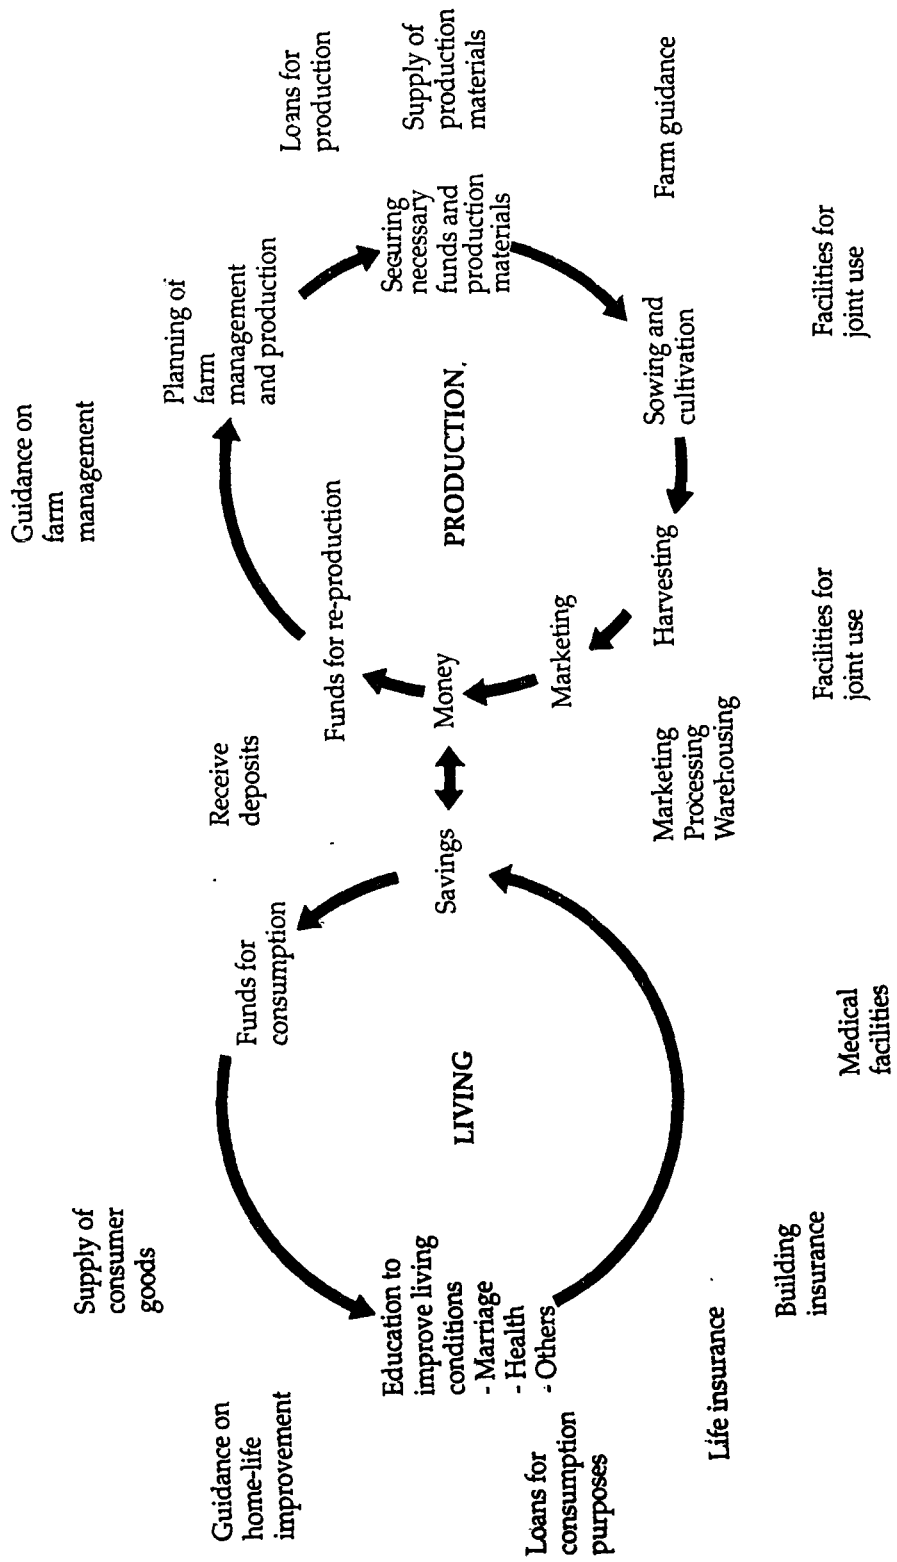 Guidance on
farm
management
Supply of
consumer
goods
Planning of
farm
management
and production
Guidance on
home-life
improvement
Receive
deposits
Funds for
consumption
Loans for
production
Funds for re-production
Education to
improve living
conditions
- Marriage
- Health
- Others
Securing
necessary
funds and
production
materials
Supply of
production
materials
LIVING
Savings
Money
PRODUCTION
Loans for
consumption
purposes
Marketing
Sowing and
cultivation
Harvesting
Farm guidance
Marketing
Processing
Warehousing
Life insurance
Building
insurance
Medical
facilities
Facilities for
joint use
Facilities for
joint use